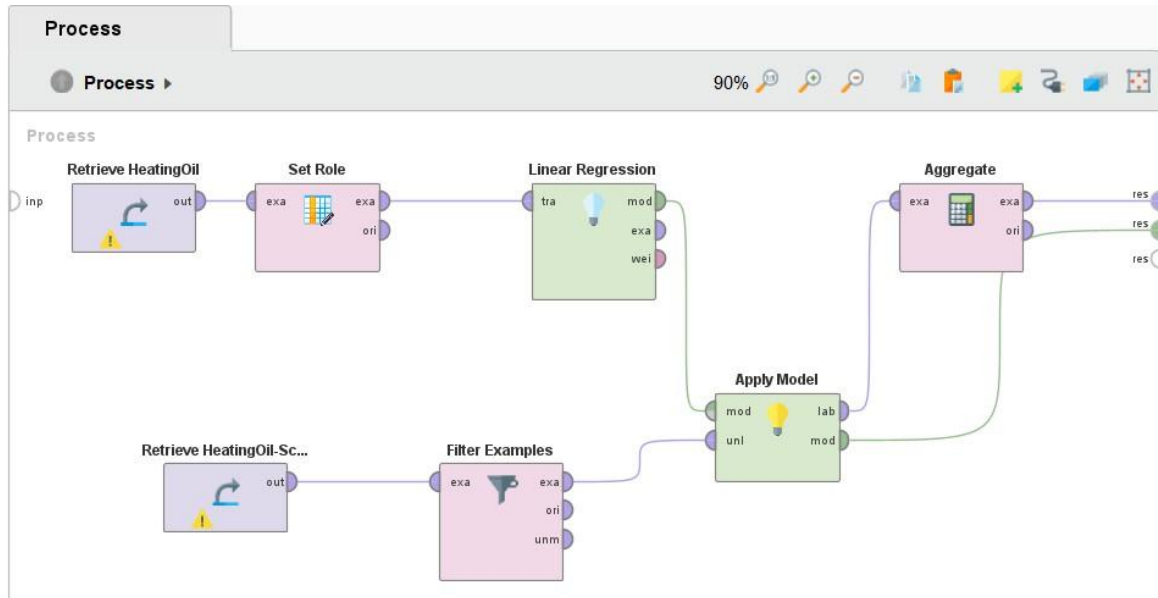 Process
Process
90%
Process
Retrieve HeatingOil
Set Role
Linear Regression
Aggregate
inp
out
exa
exa
tra
mod
exa
exa
res
ori
exa
ori
res
wei
res
Apply Model
mod
lab
Retrieve HeatingOil-Sc...
Filter Examples
unl
mod
out
exa
exa
ori
unm